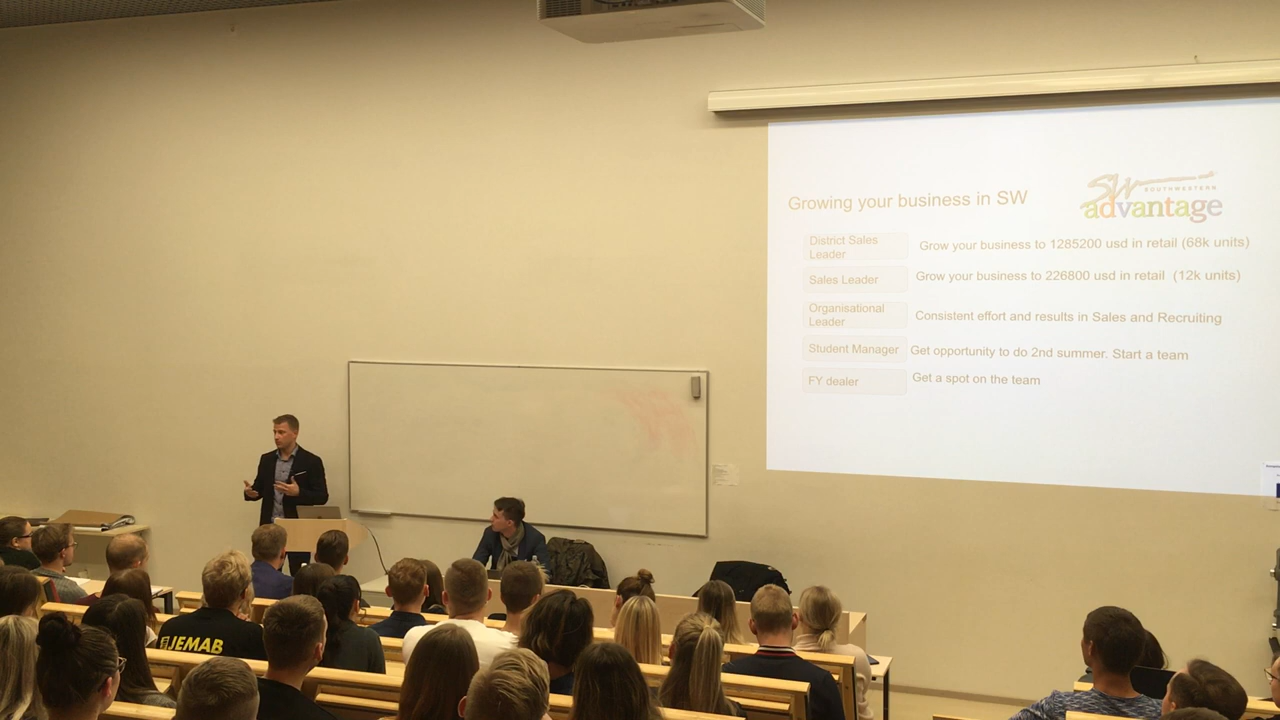 SW SOUTHWESTERN
advantage
Growing your business in SW
District Sales
Leader
Grow your business to 1285200 usd in retail (68k units)
Sales Leader
Grow your business to 226800 usd in retail (12k units)
Organisational
Leader
Consistent effort and results in Sales and Recruiting
Student Manager
Get opportunity to do 2nd summer. Start a team
FY dealer
Get a spot on the team
JEMAB